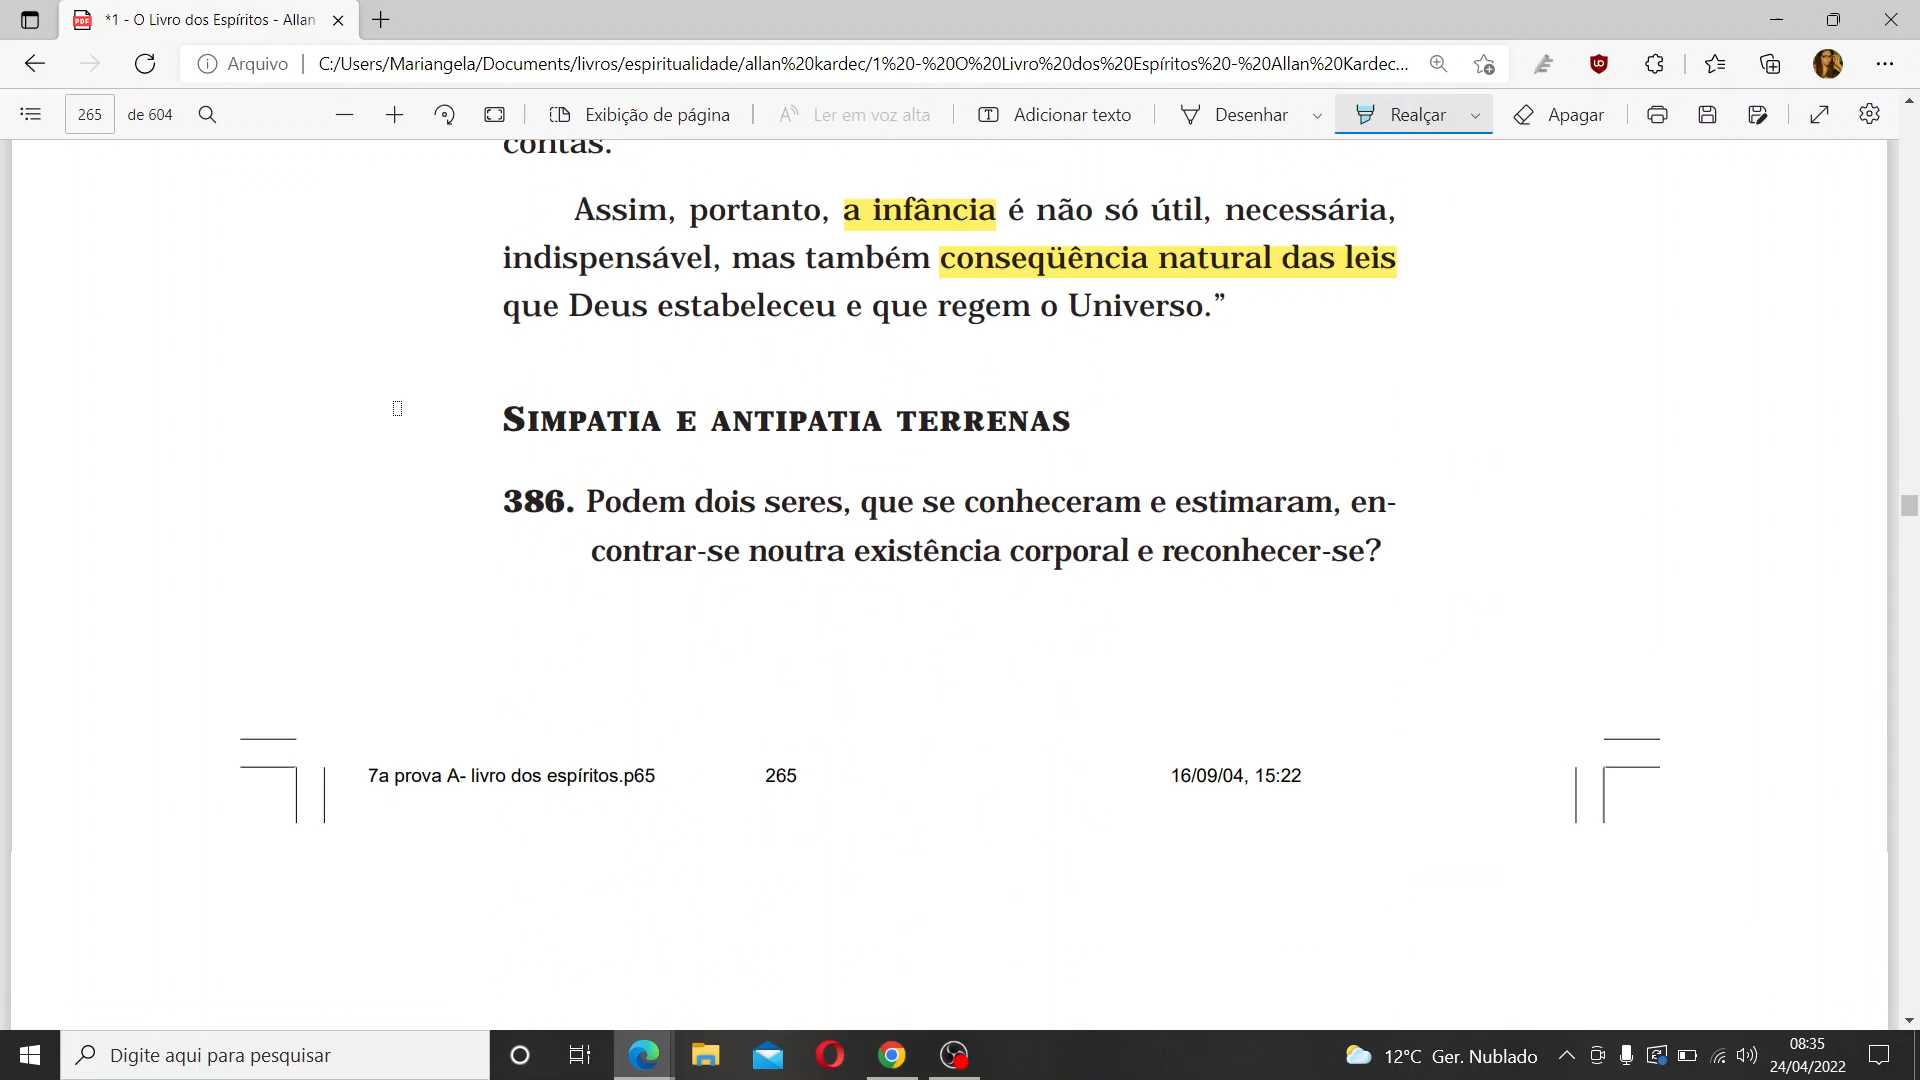 *1 - O Livro dos Espíritos - Allan
Arquivo
C:/Users/Mariangela/Documents/livros/espiritualidade/allan%20kardec/1%20-%20O%20Livro%20dos%20Espíritos%20-%20Allan%20Kardec...
265 de 604
Exibição de página
Ler em voz alta
Adicionar texto
Desenhar
Realçar
Apagar
contas.
Assim, portanto, a infância é não só útil, necessária,
indispensável, mas também conseqüência natural das leis
que Deus estabeleceu e que regem o Universo.”
SIMPATIA E ANTIPATIA TERRENAS
386. Podem dois seres, que se conheceram e estimaram, en-
contrar-se noutra existência corporal e reconhecer-se?
7a prova A- livro dos espíritos.p65 265 16/09/04, 15:22
Digite aqui para pesquisar
12°C Ger. Nublado
08:35
24/04/2022